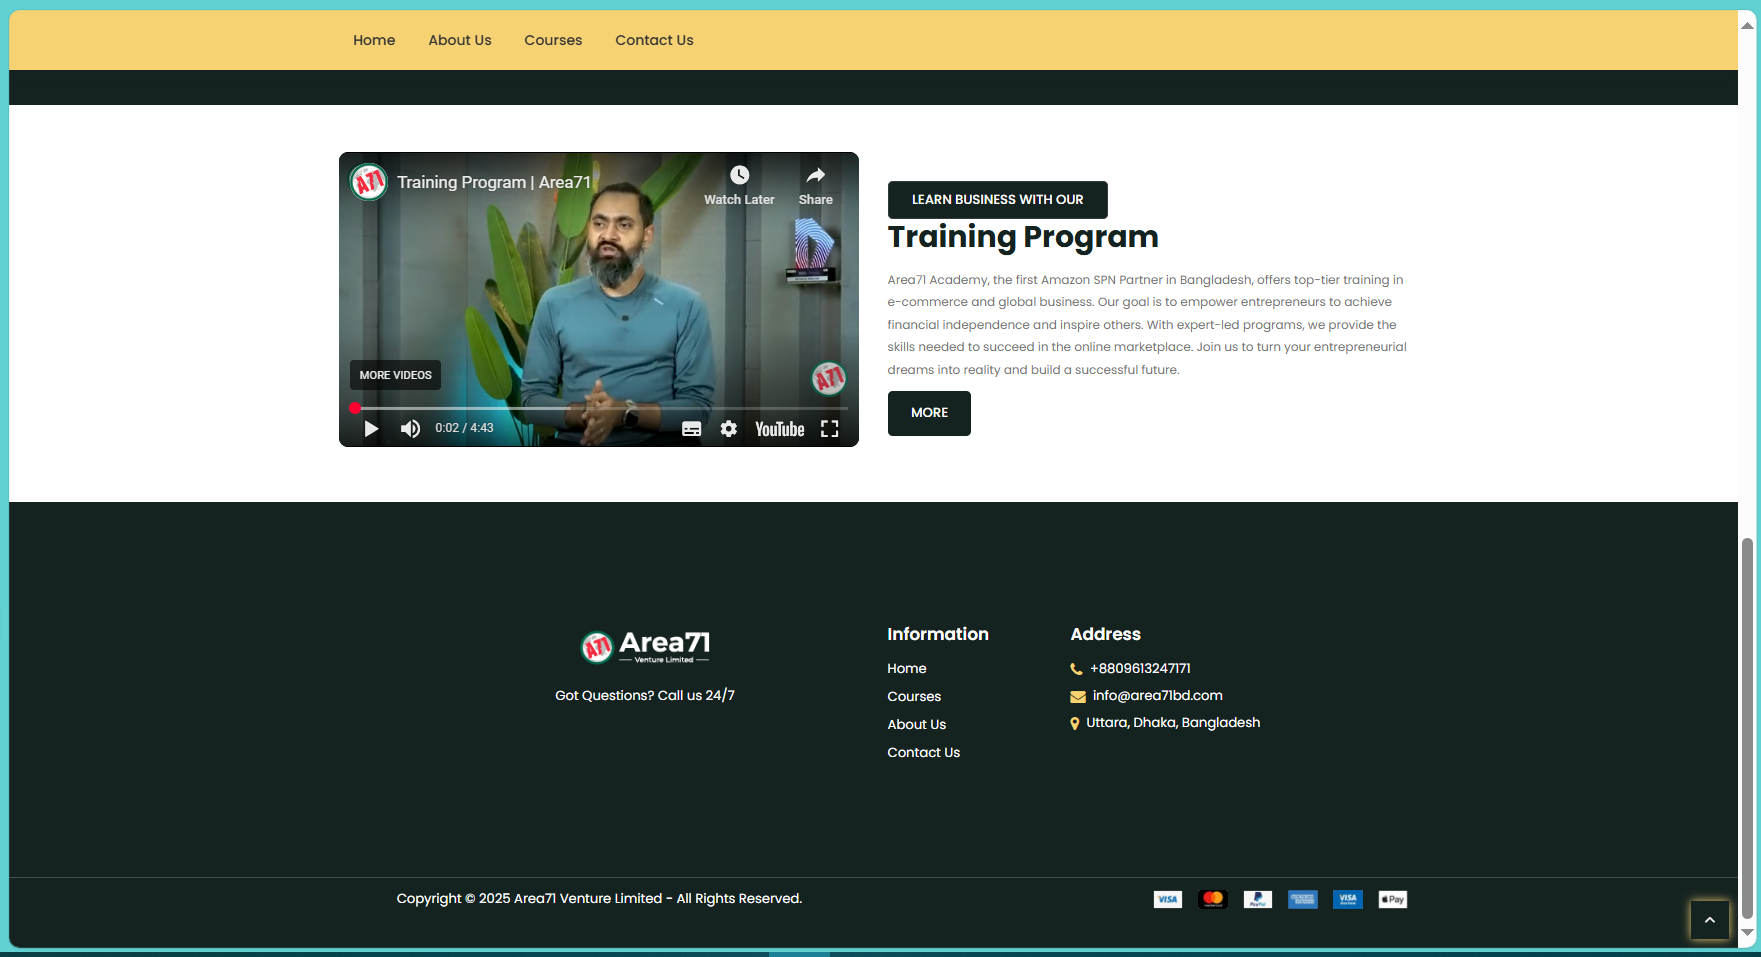 Home About Us Courses Contact Us
Training Program | Area71
Watch Later Share
MORE VIDEOS
0:02 / 4:43
YouTube
LEARN BUSINESS WITH OUR
Training Program
Area71 Academy, the first Amazon SPN Partner in Bangladesh, offers top-tier training in
e-commerce and global business. Our goal is to empower entrepreneurs to achieve
financial independence and inspire others. With expert-led programs, we provide the
skills needed to succeed in the online marketplace. Join us to turn your entrepreneurial
dreams into reality and build a successful future.
MORE
A71 Area71
Venture Limited
Got Questions? Call us 24/7
Information
Home
Courses
About Us
Contact Us
Address
+8809613247171
info@area71bd.com
Uttara, Dhaka, Bangladesh
Copyright © 2025 Area71 Venture Limited - All Rights Reserved.
VISA PayPal VISA Pay